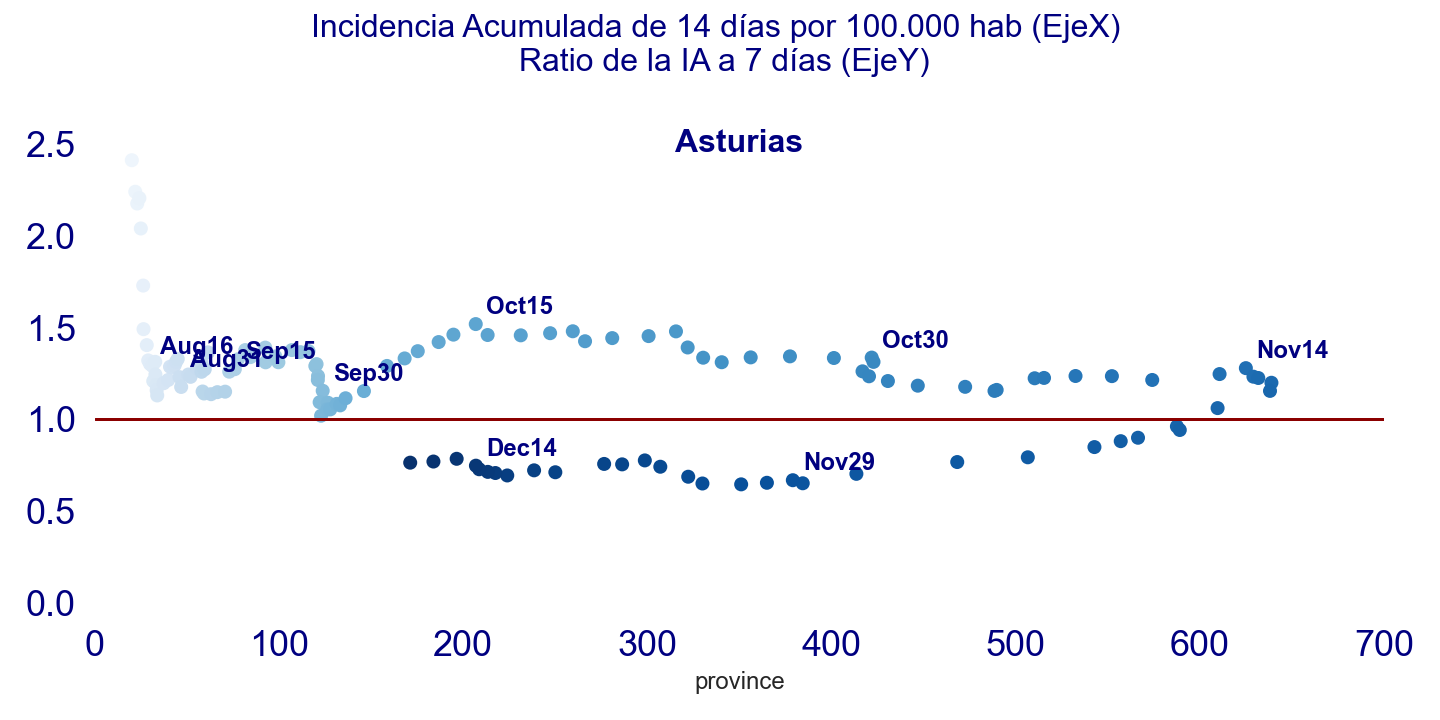 Incidencia Acumulada de 14 días por 100.000 hab (EjeX)
Ratio de la IA a 7 días (EjeY)
Asturias
2.5
2.0
1.5
1.0
0.5
0.0
Aug16
Aug31
Sep15
Sep30
Oct15
Oct30
Nov14
Nov29
Dec14
0 100 200 300 400 500 600 700
province